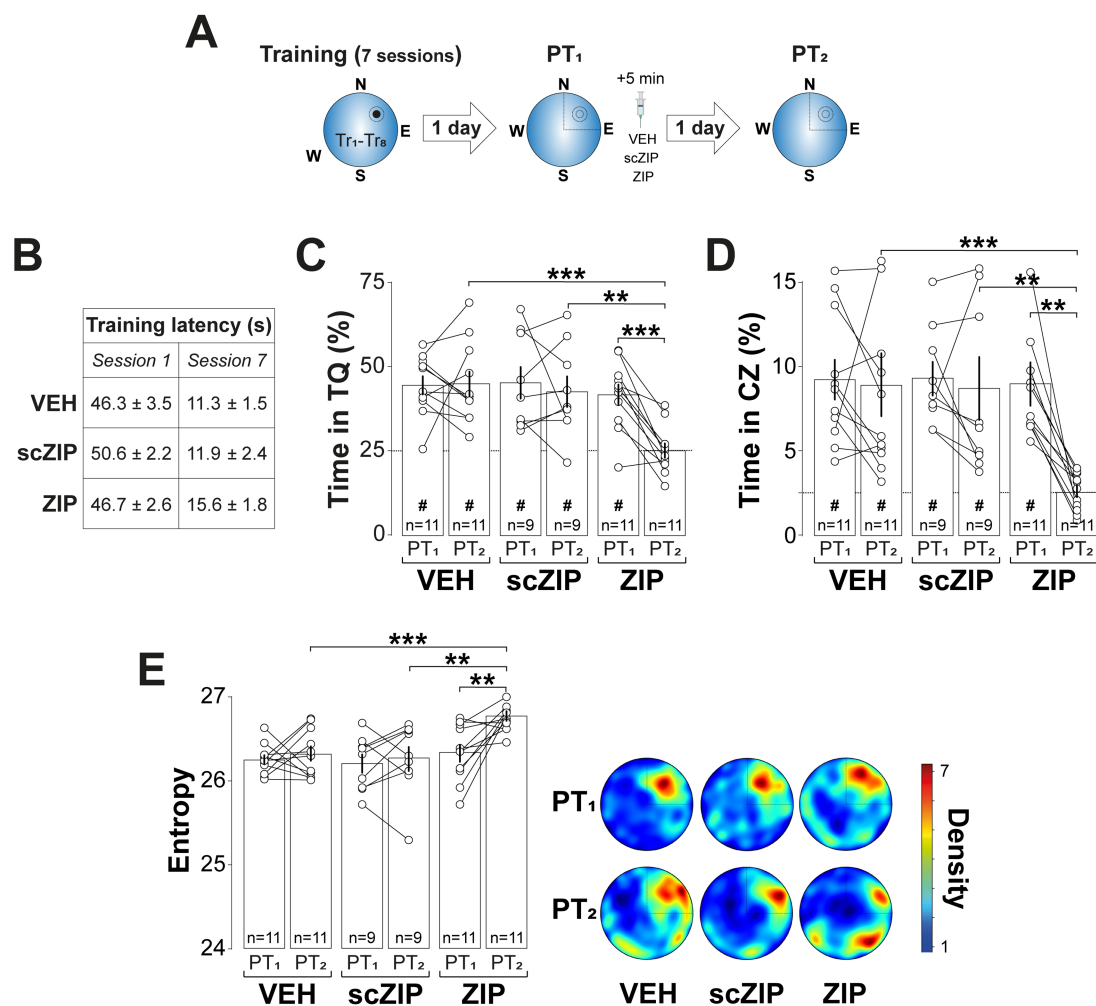 A
Training (7 sessions)
PT₁
PT₂
N
W
E
S
Tr₁-Tr₈
1 day
N
W
E
S
+5 min
VEH
scZIP
ZIP
1 day
N
W
E
S
B
Training latency (s)
Session 1 Session 7
VEH 46.3 ± 3.5 11.3 ± 1.5
scZIP 50.6 ± 2.2 11.9 ± 2.4
ZIP 46.7 ± 2.6 15.6 ± 1.8
C
Time in TQ (%)
75
50
25
0
***
**
***
# # # # #
n=11 n=11 n=9 n=9 n=11 n=11
PT₁ PT₂ PT₁ PT₂ PT₁ PT₂
VEH scZIP ZIP
D
Time in CZ (%)
15
10
5
0
***
**
**
# # # # #
n=11 n=11 n=9 n=9 n=11 n=11
PT₁ PT₂ PT₁ PT₂ PT₁ PT₂
VEH scZIP ZIP
E
Entropy
27
26
25
24
***
**
**
n=11 n=11 n=9 n=9 n=11 n=11
PT₁ PT₂ PT₁ PT₂ PT₁ PT₂
VEH scZIP ZIP
PT₁
PT₂
VEH scZIP ZIP
7
Density
1